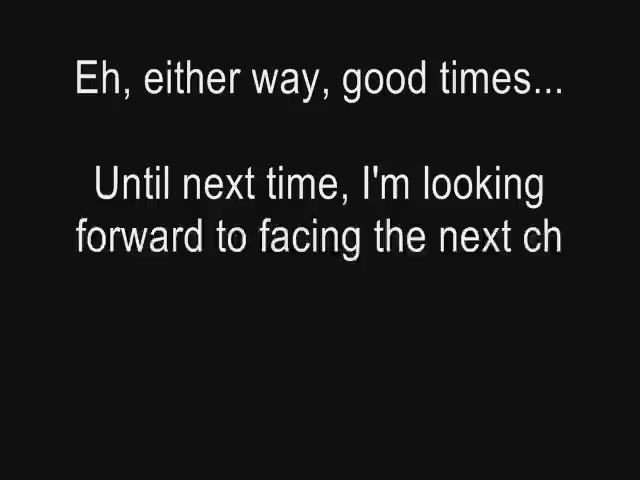 Eh, either way, good times...
Until next time, I'm looking
forward to facing the next ch